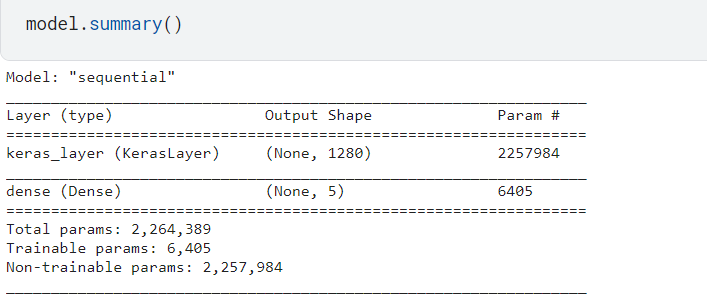 model.summary()
Model: "sequential"
_________________________________________________________________
Layer (type)                 Output Shape              Param #
=================================================================
keras_layer (KerasLayer)     (None, 1280)              2257984
_________________________________________________________________
dense (Dense)                (None, 5)                 6405
=================================================================
Total params: 2,264,389
Trainable params: 6,405
Non-trainable params: 2,257,984
_________________________________________________________________